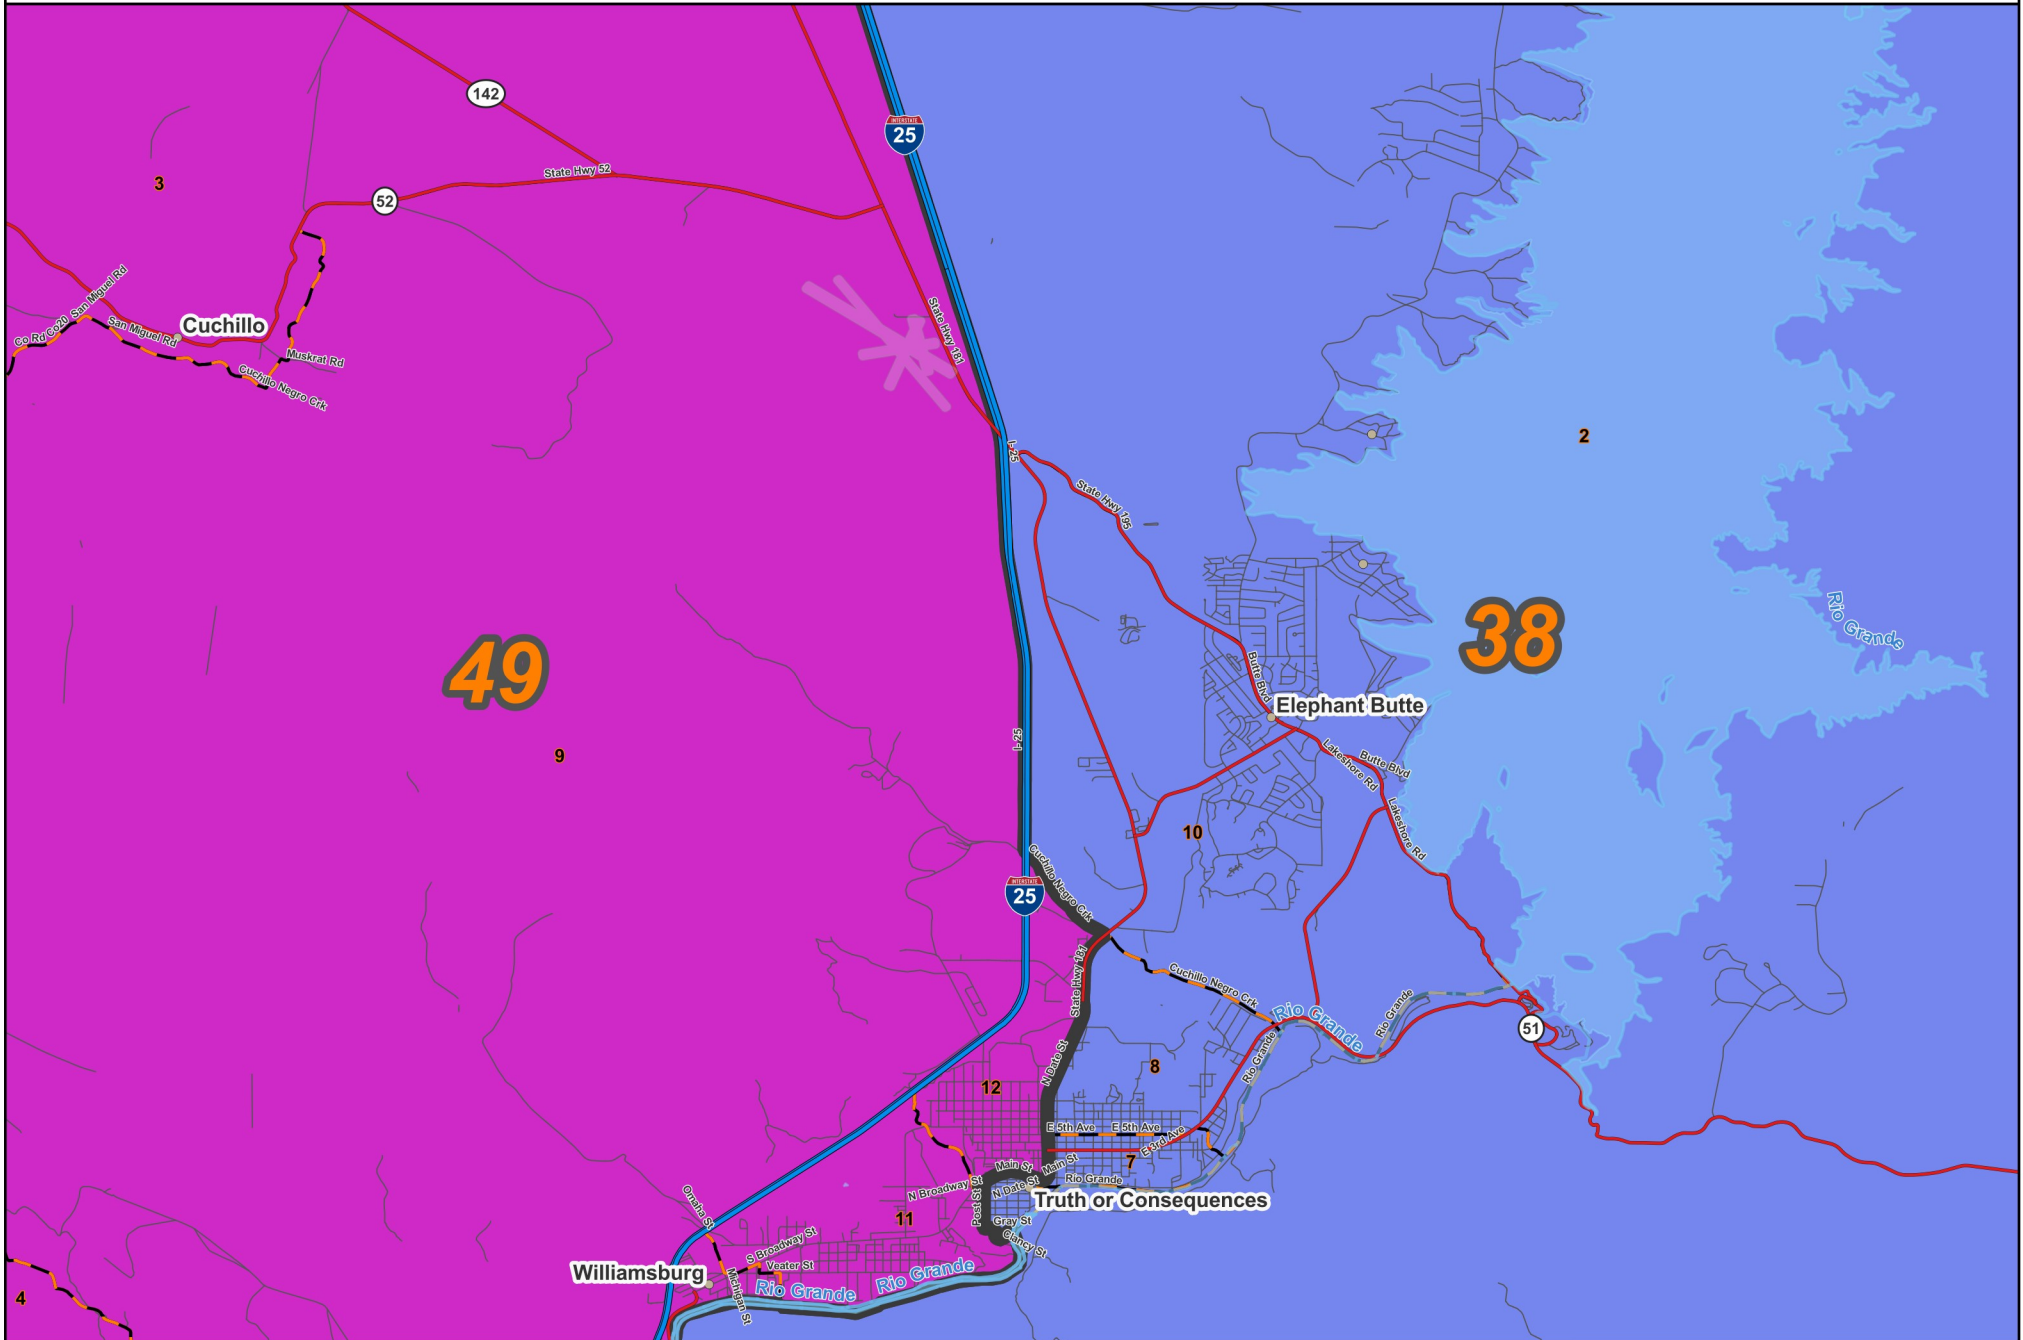 142
INTERSTATE
25
3
State Hwy 52
52
Co Rd Co20
San Miguel Rd
San Miguel Rd
Cuchillo
Muskrat Rd
Cuchillo Negro Crk
State Hwy 181
I- 25
State Hwy 195
2
Rio Grande
49
38
9
I- 25
Butte Blvd
Elephant Butte
Lakeshore Rd
Butte Blvd
Lakeshore Rd
10
Cuchillo Negro Crk
INTERSTATE
25
State Hwy 181
Cuchillo Negro Crk
Rio Grande
Rio Grande
Rio Grande
51
N Date St
8
12
E 5th Ave
E 5th Ave
E 3rd Ave
7
Main St
Main St
N Date St
Rio Grande
N Broadway St
Post St
Truth or Consequences
11
Gray St
Clancy St
Omaha St
S Broadway St
Veater St
Williamsburg
Michigan St
Rio Grande
Rio Grande
4